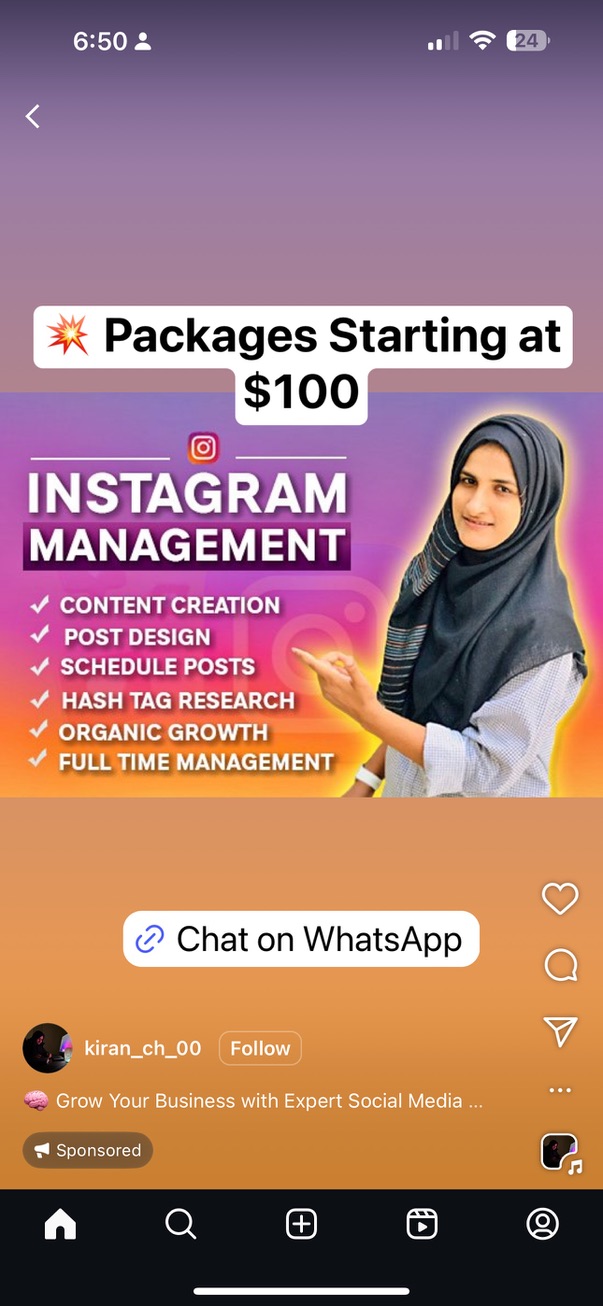 6:50
24
💥 Packages Starting at
$100
INSTAGRAM
MANAGEMENT
CONTENT CREATION
POST DESIGN
SCHEDULE POSTS
HASH TAG RESEARCH
ORGANIC GROWTH
FULL TIME MANAGEMENT
Chat on WhatsApp
kiran_ch_00 Follow
🧠 Grow Your Business with Expert Social Media ...
Sponsored